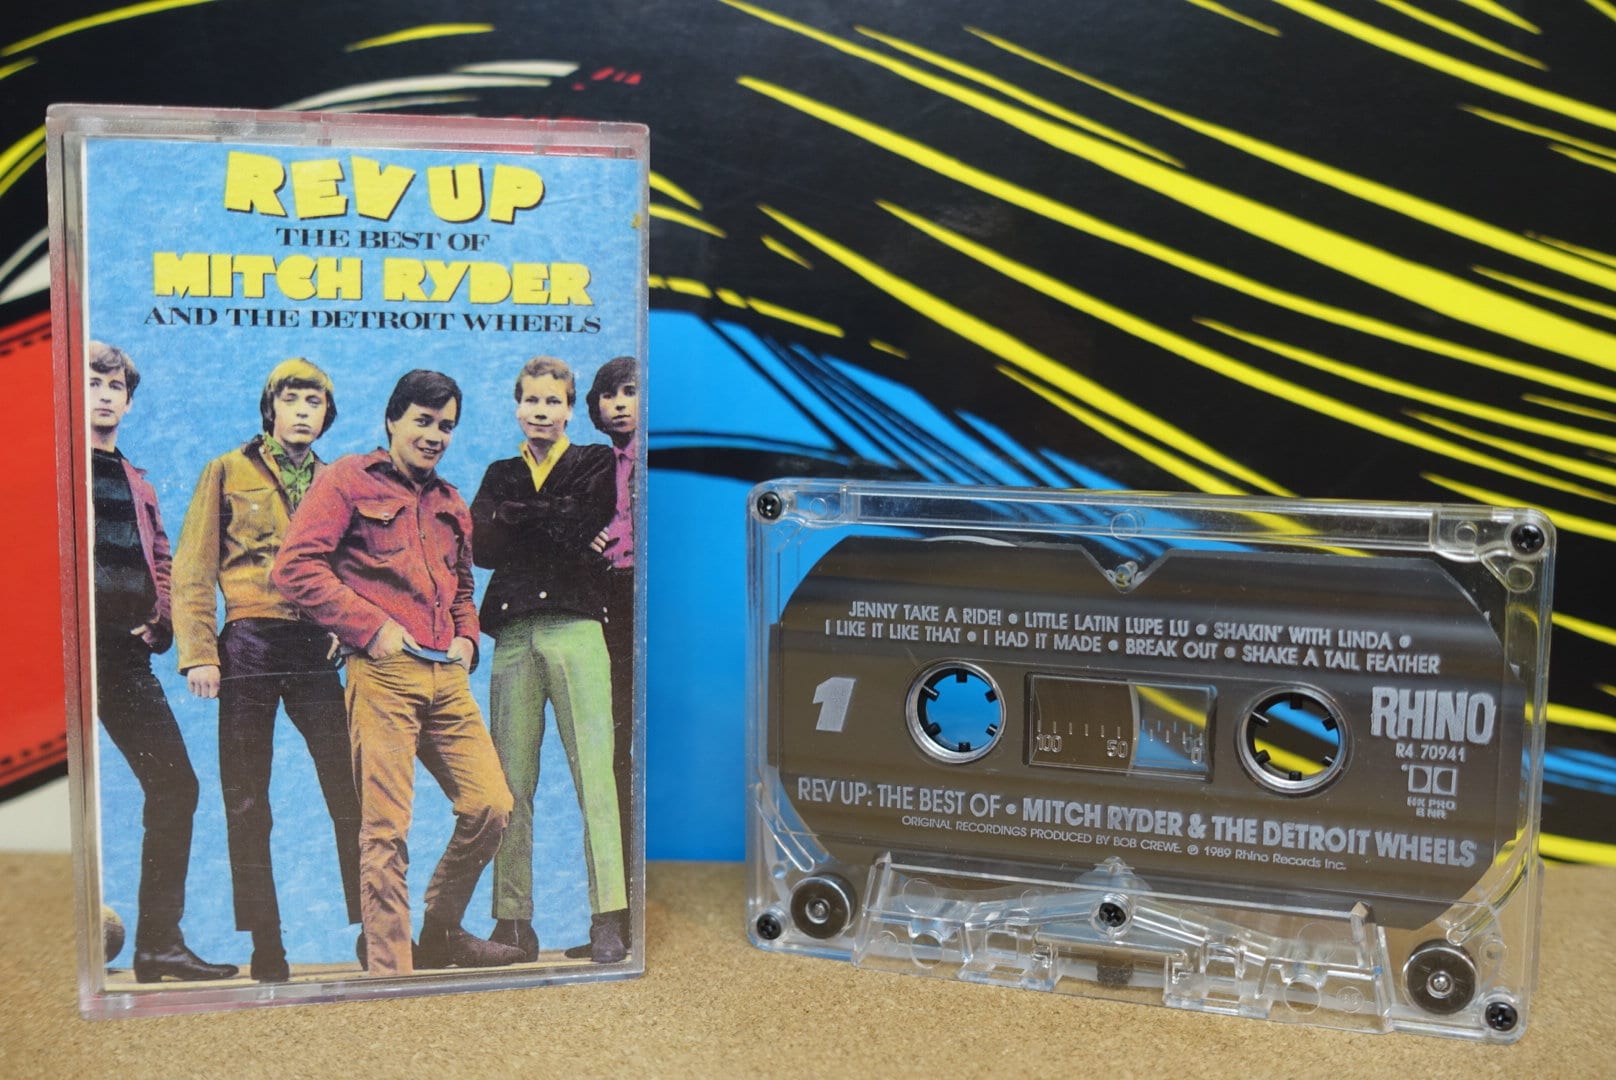 REV UP
THE BEST OF
MITCH RYDER
AND THE DETROIT WHEELS
JENNY TAKE A RIDE! • LITTLE LATIN LUPE LU • SHAKIN' WITH LINDA •
I LIKE IT LIKE THAT • I HAD IT MADE • BREAK OUT • SHAKE A TAIL FEATHER
1
100 50 0
RHINO
R4 70941
HX PRO
B NR
REV UP: THE BEST OF • MITCH RYDER & THE DETROIT WHEELS
ORIGINAL RECORDINGS PRODUCED BY BOB CREWE. ℗ 1989 Rhino Records Inc.